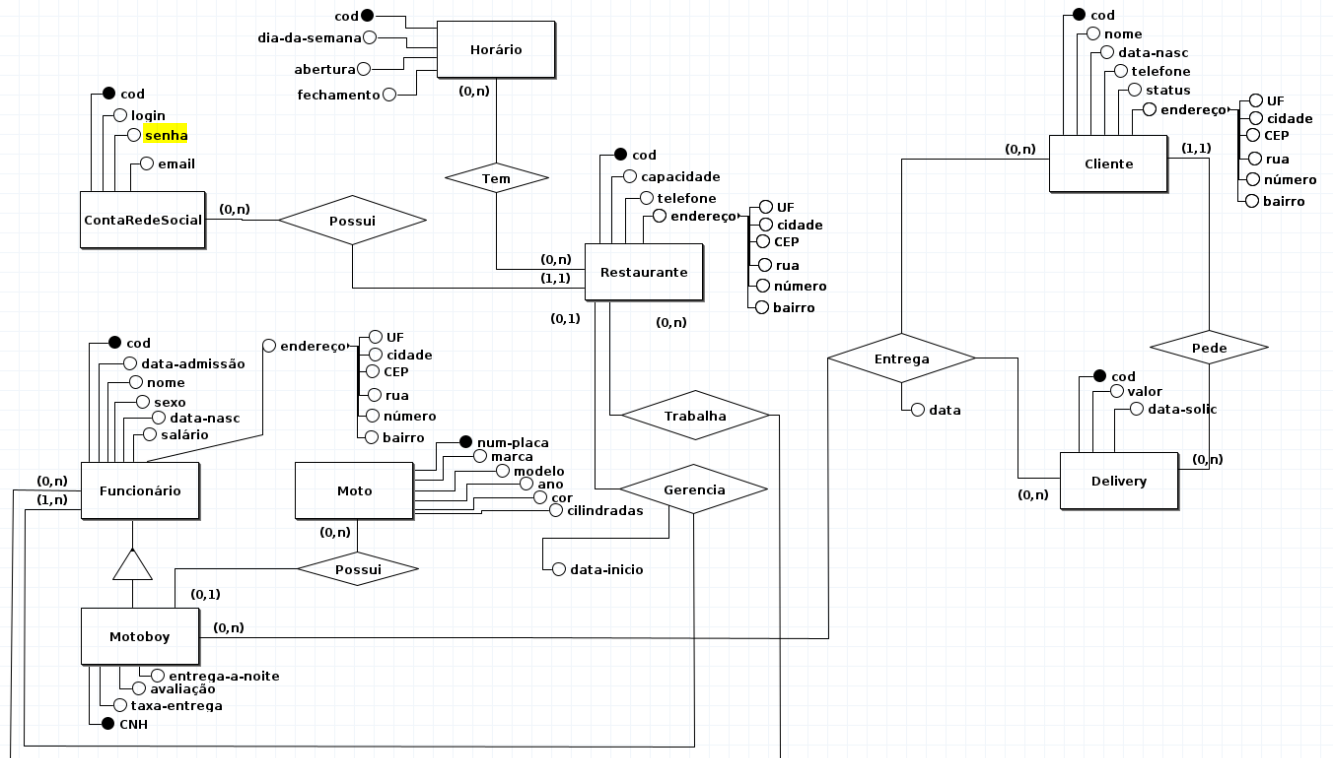 cod
dia-da-semana
abertura
fechamento
Horário
(0,n)
cod
login
senha
email
ContaRedeSocial
(0,n)
Possui
Tem
cod
capacidade
telefone
endereço
UF
cidade
CEP
rua
número
bairro
(0,n)
(1,1)
Restaurante
(0,1)
(0,n)
cod
nome
data-nasc
telefone
status
endereço
UF
cidade
CEP
rua
número
bairro
(0,n)
Cliente
(1,1)
Entrega
data
Pede
cod
valor
data-solic
(0,n)
Delivery
(0,n)
cod
data-admissão
nome
sexo
data-nasc
salário
endereço
UF
cidade
CEP
rua
número
bairro
(0,n)
(1,n)
Funcionário
num-placa
marca
modelo
ano
cor
cilindradas
Moto
(0,n)
Possui
(0,1)
Trabalha
Gerencia
data-inicio
Motoboy
(0,n)
entrega-a-noite
avaliação
taxa-entrega
CNH